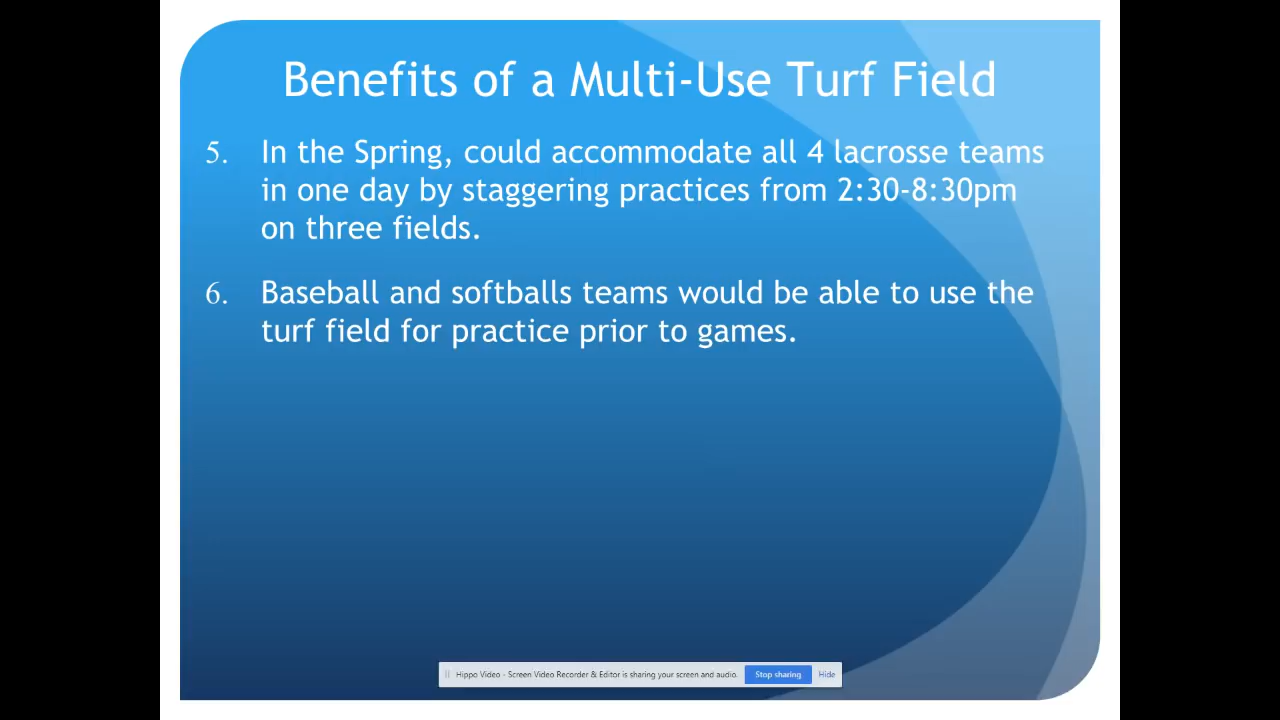 Benefits of a Multi-Use Turf Field
5. In the Spring, could accommodate all 4 lacrosse teams
in one day by staggering practices from 2:30-8:30pm
on three fields.
6. Baseball and softballs teams would be able to use the
turf field for practice prior to games.
Hippo Video - Screen Video Recorder & Editor is sharing your screen and audio. Stop sharing Hide